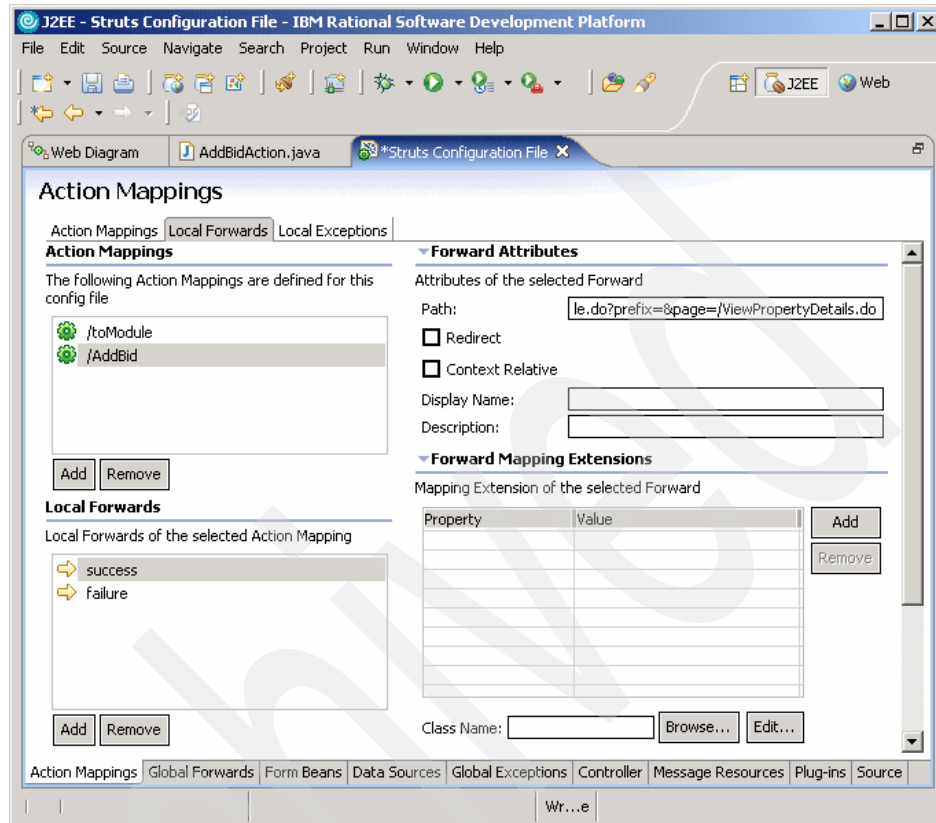 J2EE - Struts Configuration File - IBM Rational Software Development Platform
File Edit Source Navigate Search Project Run Window Help
J2EE Web
Web Diagram AddBidAction.java *Struts Configuration File
Action Mappings
Action Mappings Local Forwards Local Exceptions
Action Mappings
The following Action Mappings are defined for this
config file
/toModule
/AddBid
Add Remove
Local Forwards
Local Forwards of the selected Action Mapping
success
failure
Add Remove
Forward Attributes
Attributes of the selected Forward
Path: le.do?prefix=&page=/ViewPropertyDetails.do
Redirect
Context Relative
Display Name:
Description:
Forward Mapping Extensions
Mapping Extension of the selected Forward
Property Value
Add
Remove
Class Name: Browse... Edit...
Action Mappings Global Forwards Form Beans Data Sources Global Exceptions Controller Message Resources Plug-ins Source
Wr...e